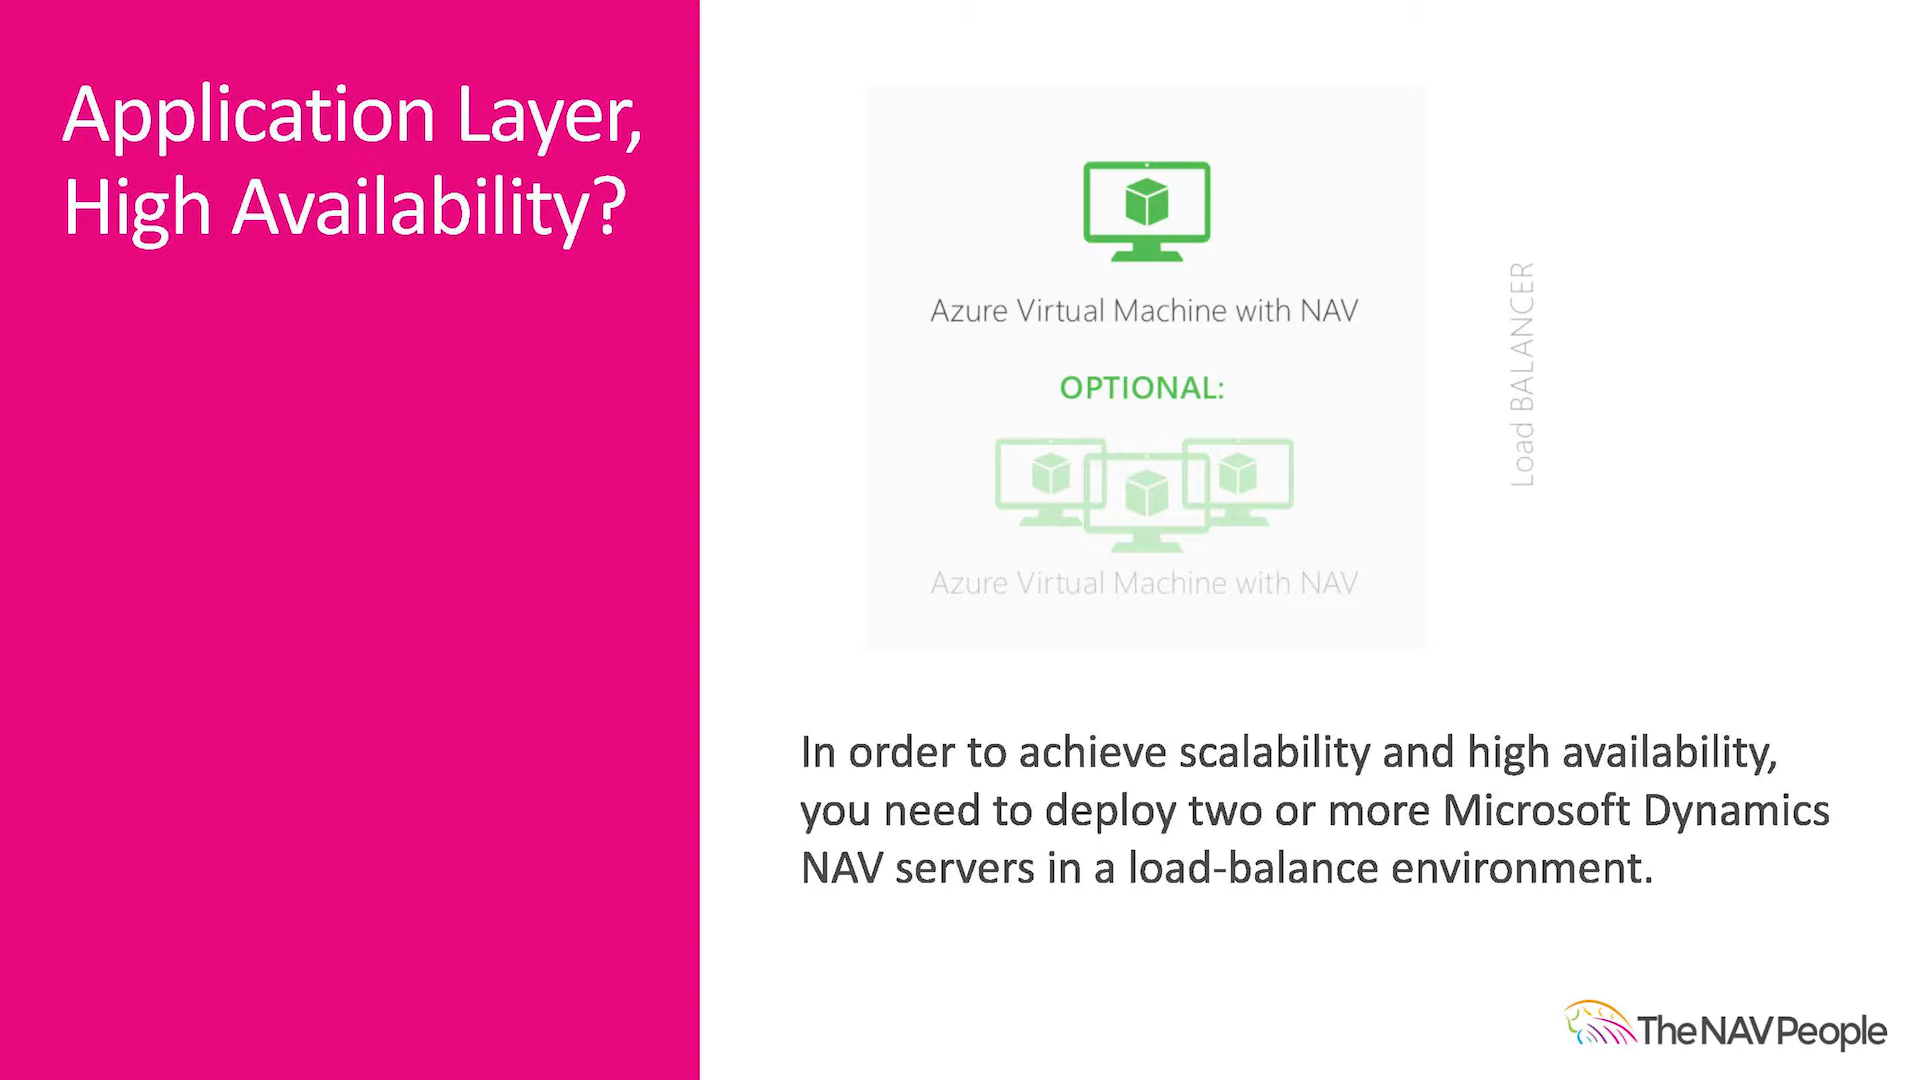 Application Layer,
High Availability?
Azure Virtual Machine with NAV
OPTIONAL:
Azure Virtual Machine with NAV
Load BALANCER
In order to achieve scalability and high availability,
you need to deploy two or more Microsoft Dynamics
NAV servers in a load-balance environment.
TheNAVPeople